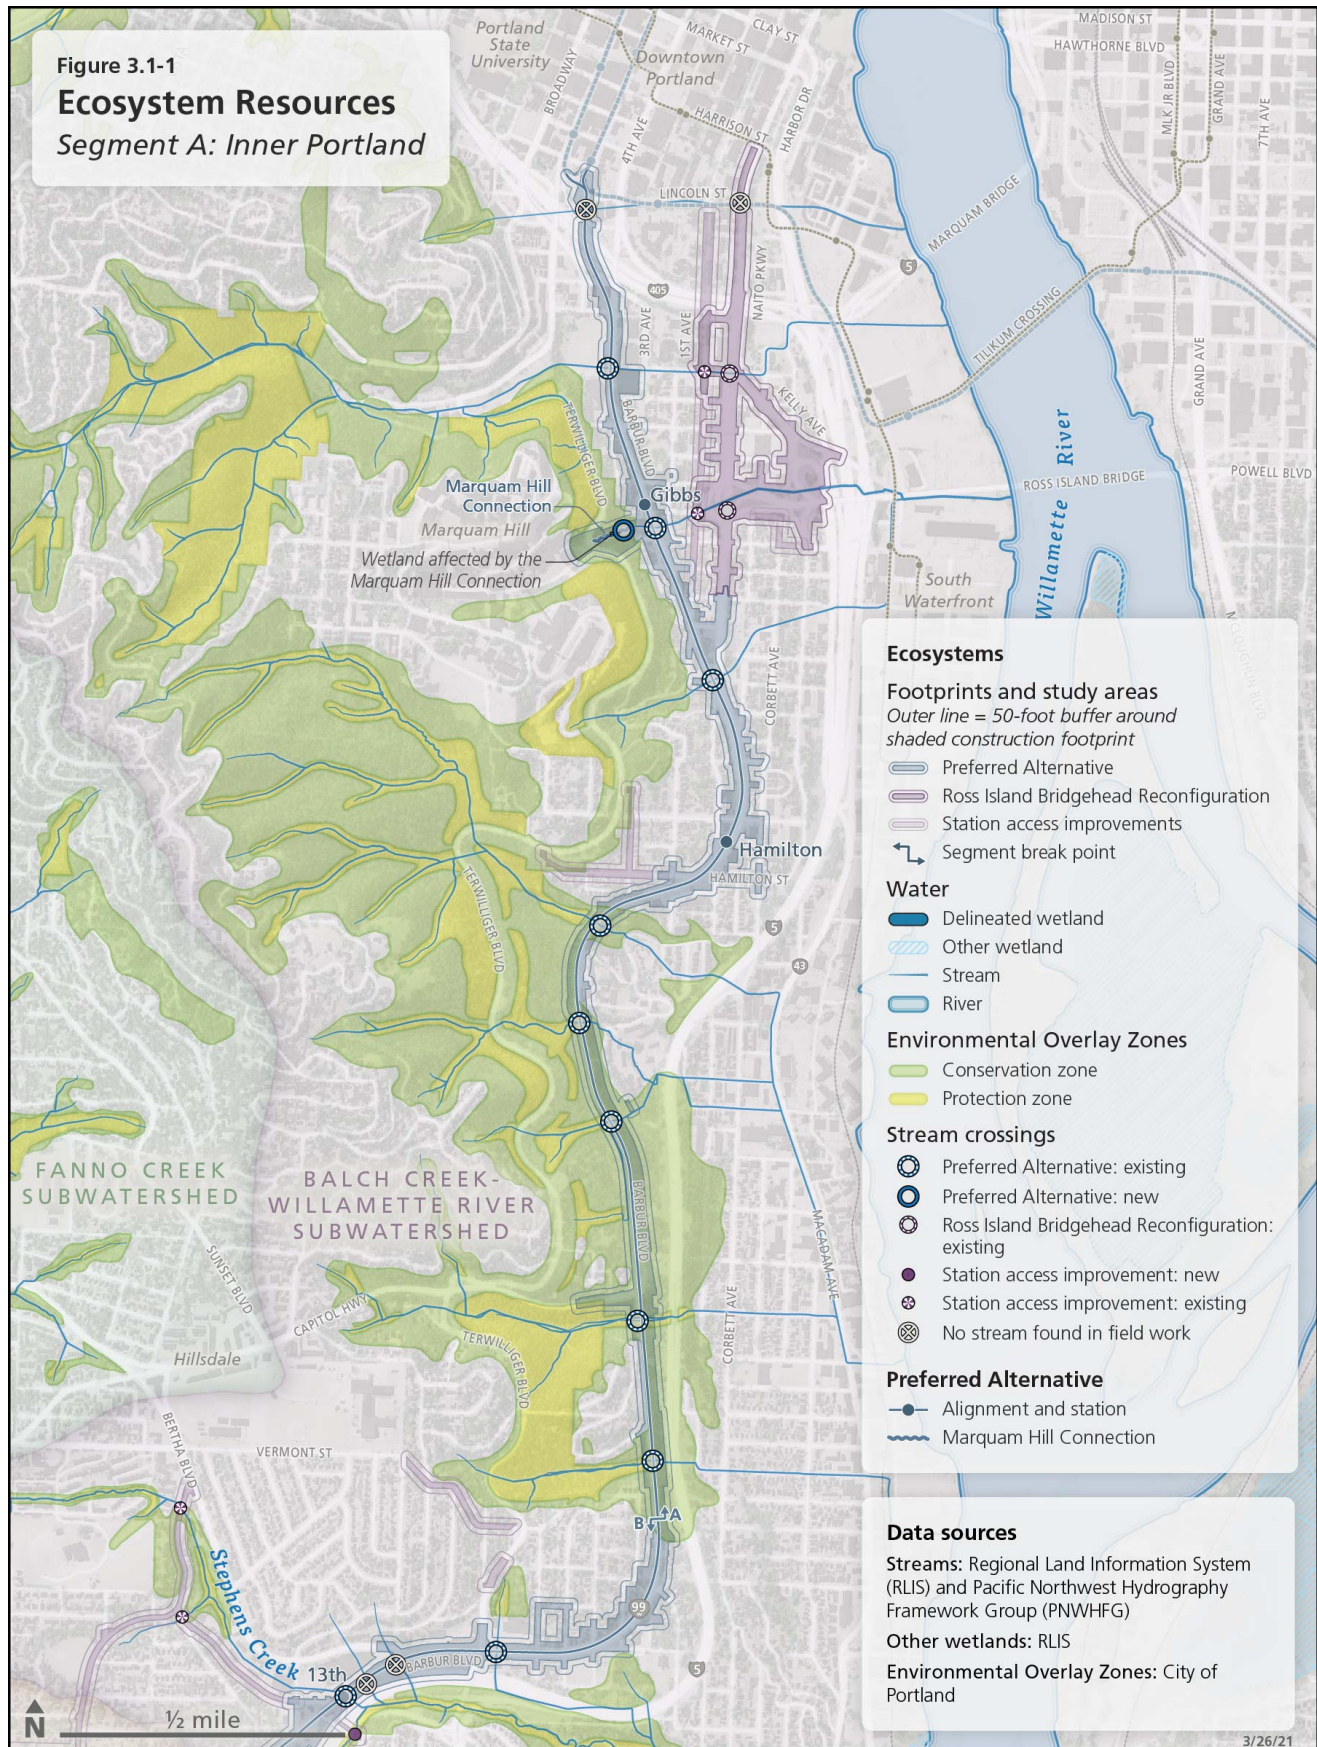 Figure 3.1-1
Ecosystem Resources
Segment A: Inner Portland
Portland
State
University
BROADWAY
MARKET ST
CLAY ST
Downtown
Portland
4TH AVE
HARRISON ST
HARBOR DR
MADISON ST
HAWTHORNE BLVD
MLK JR BLVD
GRAND AVE
7TH AVE
LINCOLN ST
MARQUAM BRIDGE
5
405
3RD AVE
1ST AVE
NAITO PKWY
TILIKUM CROSSING
GRAND AVE
KELLY AVE
TERWILLIGER BLVD
BARBUR BLVD
Willamette River
ROSS ISLAND BRIDGE
POWELL BLVD
Marquam Hill
Connection
Gibbs
Marquam Hill
Wetland affected by the
Marquam Hill Connection
South
Waterfront
MCLOUGHLIN BLVD
CORBETT AVE
Hamilton
HAMILTON ST
TERWILLIGER BLVD
5
43
FANNO CREEK
SUBWATERSHED
BALCH CREEK-
WILLAMETTE RIVER
SUBWATERSHED
BARBUR BLVD
MACADAM AVE
SUNSET BLVD
CAPITOL HWY
CORBETT AVE
Hillsdale
TERWILLIGER BLVD
BERTHA BLVD
VERMONT ST
B
A
Stephens Creek
99
W
13th
BARBUR BLVD
5
N
½ mile
Ecosystems
Footprints and study areas
Outer line = 50-foot buffer around
shaded construction footprint
Preferred Alternative
Ross Island Bridgehead Reconfiguration
Station access improvements
Segment break point
Water
Delineated wetland
Other wetland
Stream
River
Environmental Overlay Zones
Conservation zone
Protection zone
Stream crossings
Preferred Alternative: existing
Preferred Alternative: new
Ross Island Bridgehead Reconfiguration:
existing
Station access improvement: new
Station access improvement: existing
No stream found in field work
Preferred Alternative
Alignment and station
Marquam Hill Connection
Data sources
Streams: Regional Land Information System
(RLIS) and Pacific Northwest Hydrography
Framework Group (PNWHFG)
Other wetlands: RLIS
Environmental Overlay Zones: City of
Portland
3/26/21